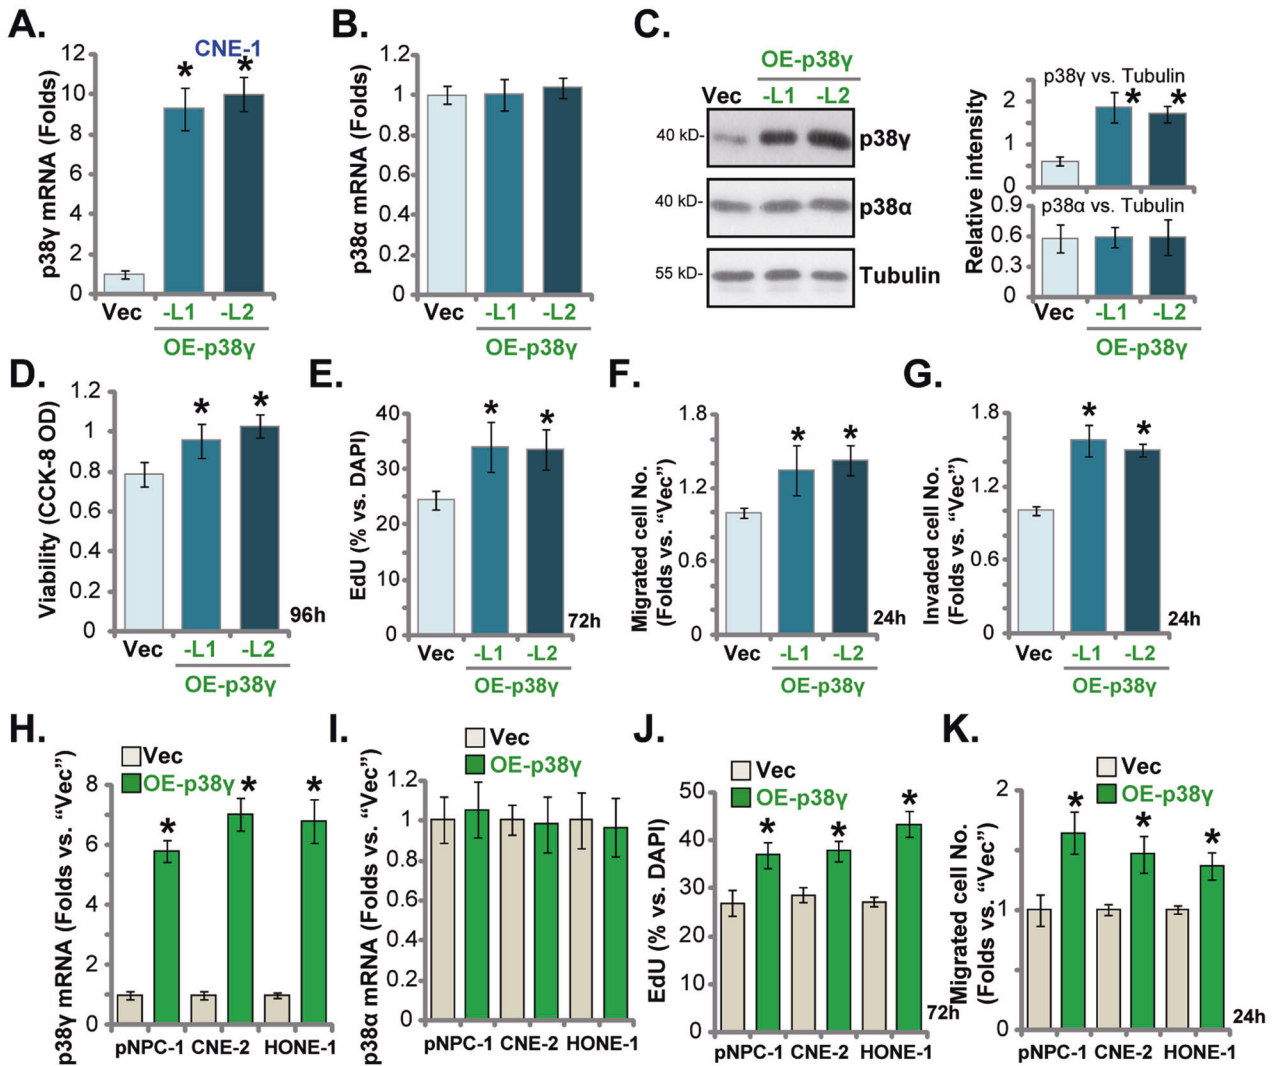 A.
CNE-1
p38γ mRNA (Folds)
12
10
8
6
4
2
0
*
*
Vec
-L1
-L2
OE-p38γ
B.
p38α mRNA (Folds)
1.2
1
0.8
0.6
0.4
0.2
0
Vec
-L1
-L2
OE-p38γ
C.
OE-p38γ
Vec
-L1
-L2
40 kD-
p38γ
40 kD-
p38α
55 kD-
Tubulin
Relative intensity
p38γ vs. Tubulin
2
1
0
*
*
p38α vs. Tubulin
0.9
0.6
0.3
0
Vec
-L1
-L2
OE-p38γ
D.
Viability (CCK-8 OD)
1.2
1
0.8
0.6
0.4
0.2
0
*
*
96h
Vec
-L1
-L2
OE-p38γ
E.
EdU (% vs. DAPI)
40
30
20
10
0
*
*
72h
Vec
-L1
-L2
OE-p38γ
F.
Migrated cell No.
(Folds vs. “Vec”)
1.8
1.2
0.6
0
*
*
24h
Vec
-L1
-L2
OE-p38γ
G.
Invaded cell No.
(Folds vs. “Vec”)
1.8
1.2
0.6
0
*
*
24h
Vec
-L1
-L2
OE-p38γ
H.
Vec
OE-p38γ
p38γ mRNA (Folds vs. “Vec”)
8
6
4
2
0
*
*
*
pNPC-1
CNE-2
HONE-1
I.
Vec
OE-p38γ
p38α mRNA (Folds vs. “Vec”)
1.2
1
0.8
0.6
0.4
0.2
0
pNPC-1
CNE-2
HONE-1
J.
Vec
OE-p38γ
EdU (% vs. DAPI)
50
40
30
20
10
0
*
*
*
72h
pNPC-1
CNE-2
HONE-1
K.
Vec
OE-p38γ
Migrated cell No.
(Folds vs. “Vec”)
2
1
0
*
*
*
24h
pNPC-1
CNE-2
HONE-1